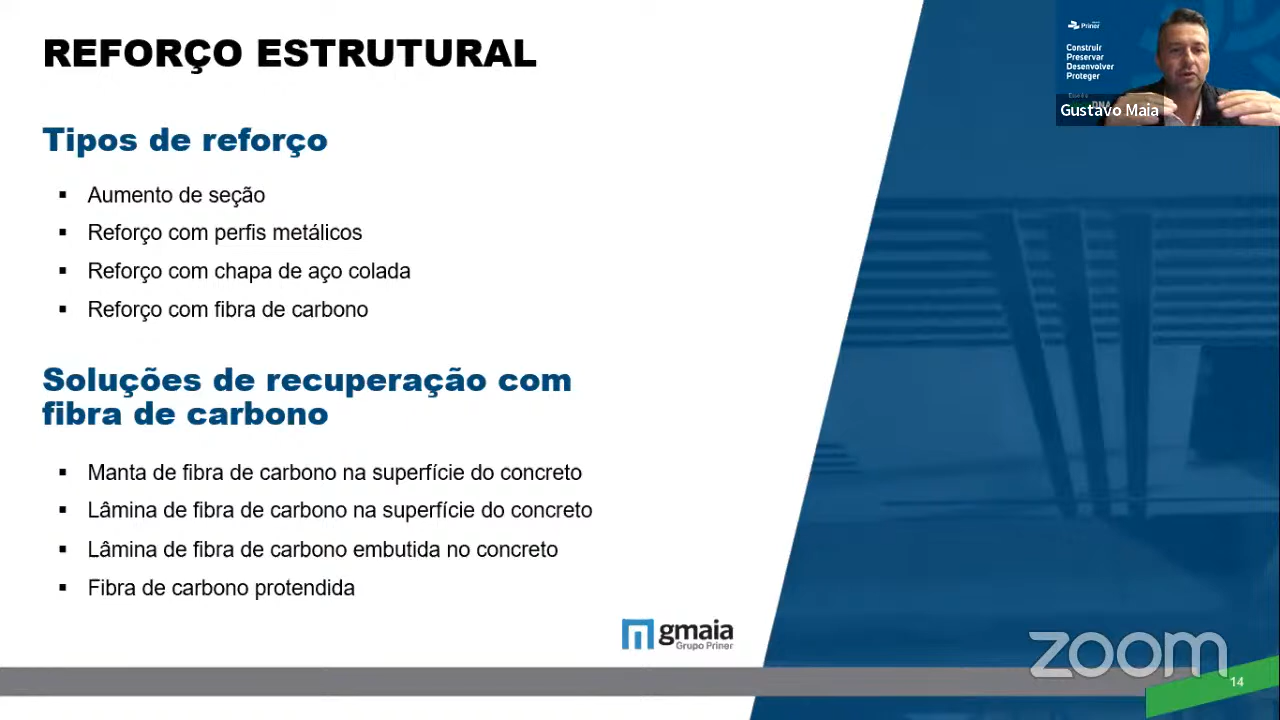 REFORÇO ESTRUTURAL
Tipos de reforço
▪ Aumento de seção
▪ Reforço com perfis metálicos
▪ Reforço com chapa de aço colada
▪ Reforço com fibra de carbono
Soluções de recuperação com
fibra de carbono
▪ Manta de fibra de carbono na superfície do concreto
▪ Lâmina de fibra de carbono na superfície do concreto
▪ Lâmina de fibra de carbono embutida no concreto
▪ Fibra de carbono protendida
gmaia
Grupo Priner
Priner
Construir
Preservar
Desenvolver
Proteger
DNA
Gustavo Maia
zoom
14